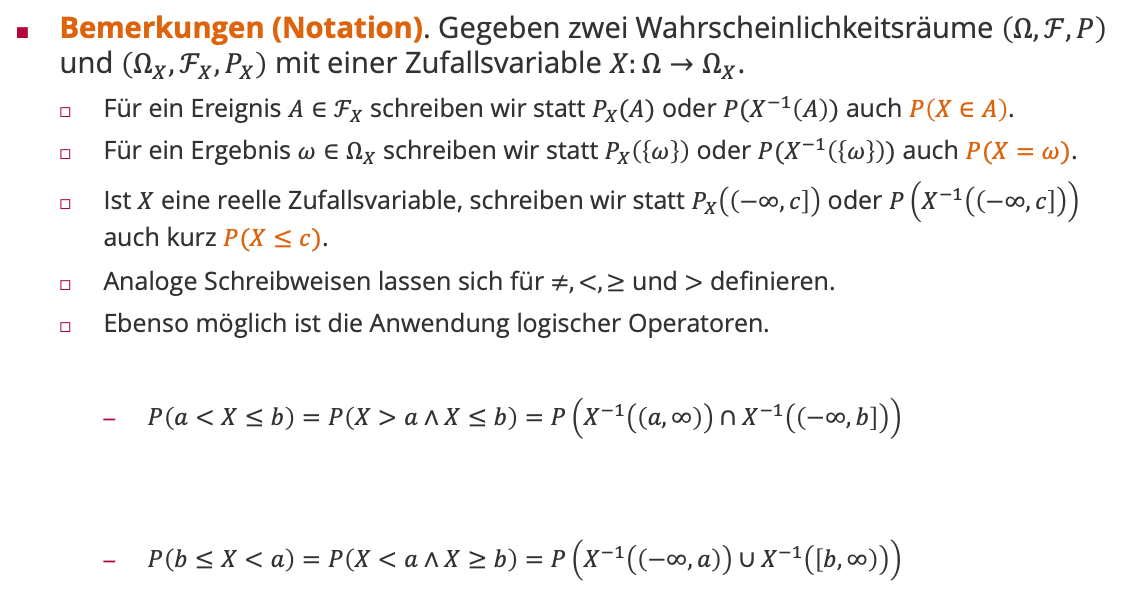 ▪ Bemerkungen (Notation). Gegeben zwei Wahrscheinlichkeitsräume (Ω, ℱ, P)
und (Ω_X, ℱ_X, P_X) mit einer Zufallsvariable X: Ω → Ω_X.
▫ Für ein Ereignis A ∈ ℱ_X schreiben wir statt P_X(A) oder P(X⁻¹(A)) auch P(X ∈ A).
▫ Für ein Ergebnis ω ∈ Ω_X schreiben wir statt P_X({ω}) oder P(X⁻¹({ω})) auch P(X = ω).
▫ Ist X eine reelle Zufallsvariable, schreiben wir statt P_X((−∞, c]) oder P(X⁻¹((−∞, c]))
auch kurz P(X ≤ c).
▫ Analoge Schreibweisen lassen sich für ≠, <, ≥ und > definieren.
▫ Ebenso möglich ist die Anwendung logischer Operatoren.
– P(a < X ≤ b) = P(X > a ∧ X ≤ b) = P(X⁻¹((a, ∞)) ∩ X⁻¹((−∞, b]))
– P(b ≤ X < a) = P(X < a ∧ X ≥ b) = P(X⁻¹((−∞, a)) ∪ X⁻¹([b, ∞)))